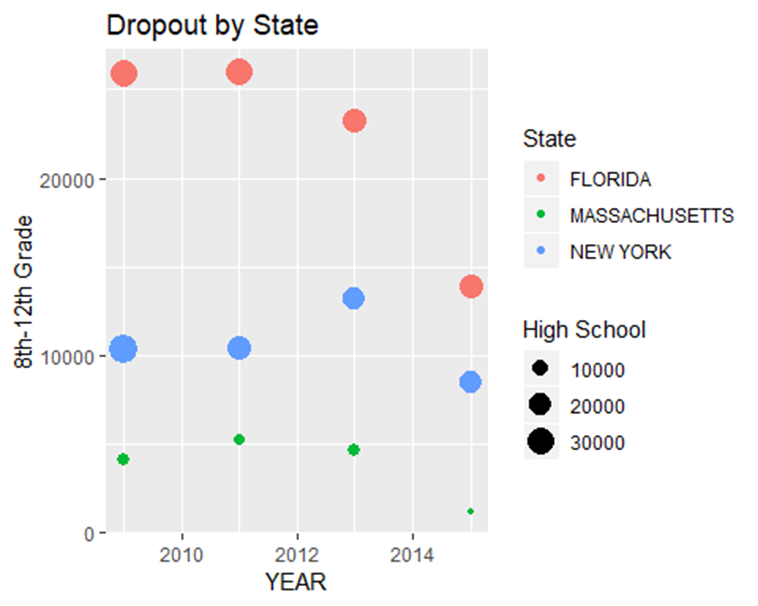 Dropout by State
20000
10000
0
8th-12th Grade
2010 2012 2014
YEAR
State
FLORIDA
MASSACHUSETTS
NEW YORK
High School
10000
20000
30000